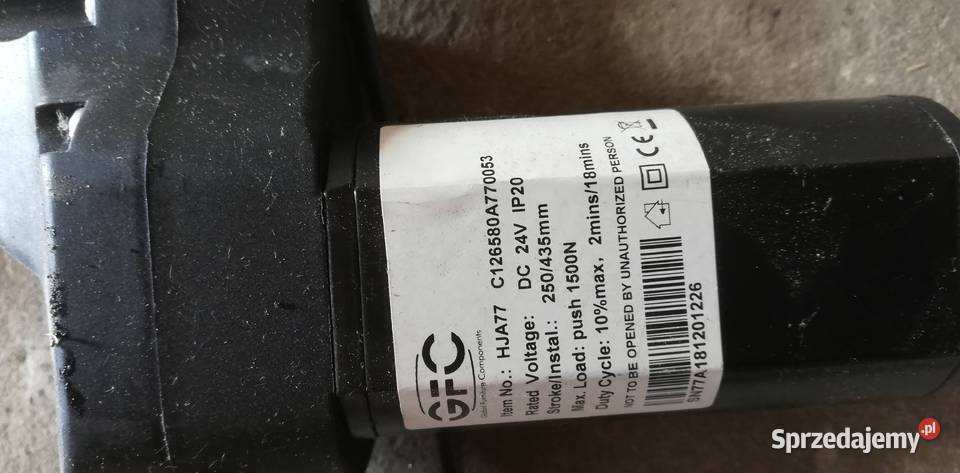 GFC
Global Furniture Components
Item No.: HJA77 C126580A770053
Rated Voltage: DC 24V IP20
Stroke/Instal.: 250/435mm
Max. Load: push 1500N
Duty Cycle: 10%max, 2mins/18mins
NOT TO BE OPENED BY UNAUTHORIZED PERSON
CE
S/N77A181201226
Sprzedajemy.pl